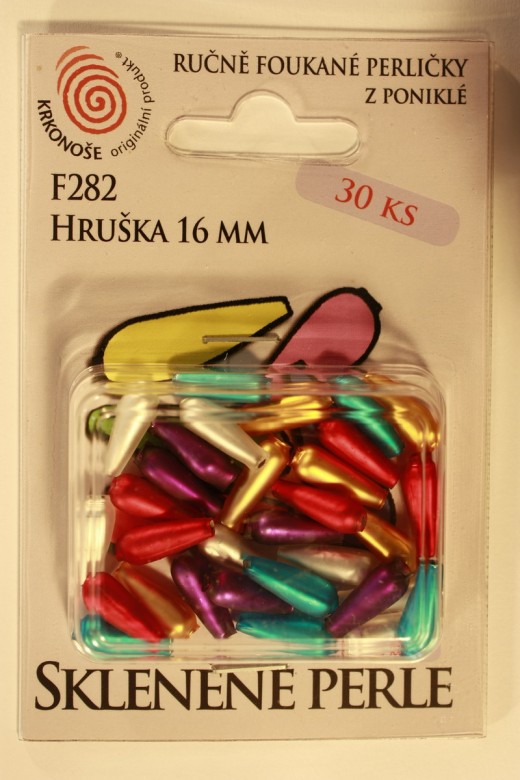 KRKONOŠE
originální produkt®
RUČNĚ FOUKANÉ PERLIČKY
Z PONIKLÉ
F282
HRUŠKA 16 MM
30 KS
SKLENĚNÉ PERLE